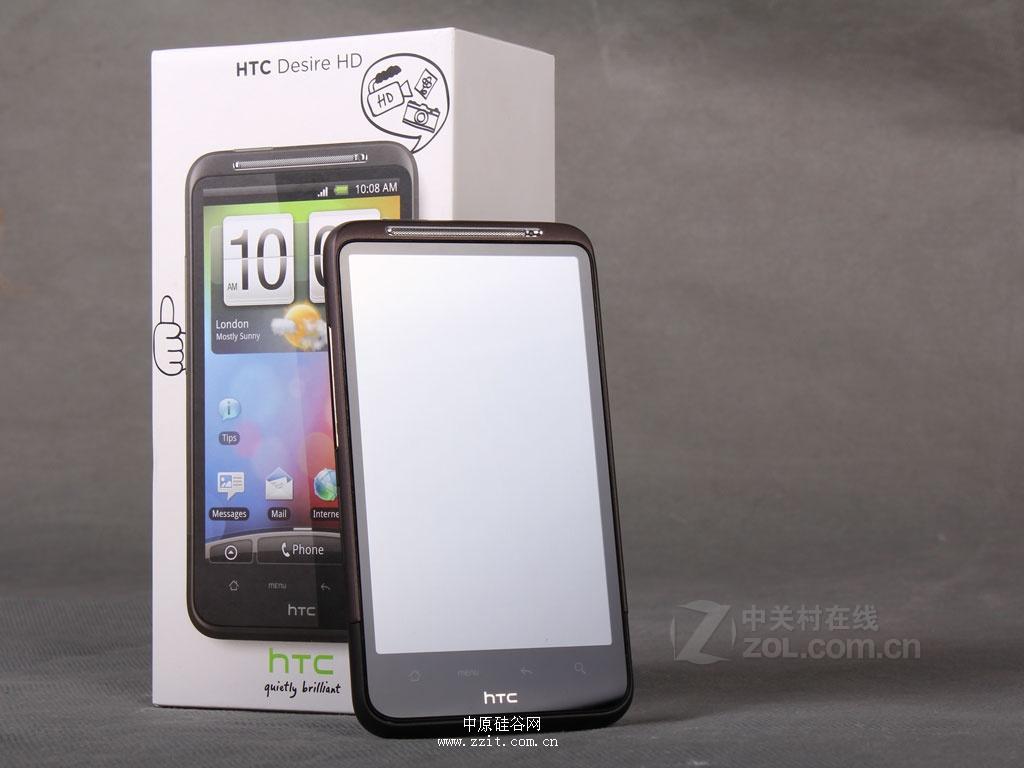 HTC Desire HD
HD
10:08 AM
10
AM
London
Mostly Sunny
Tips
Messages
Mail
Interne
Phone
MENU
hTC
hTC
quietly brilliant
MENU
hTC
中关村在线
ZOL.com.cn
中原硅谷网
www.zzit.com.cn